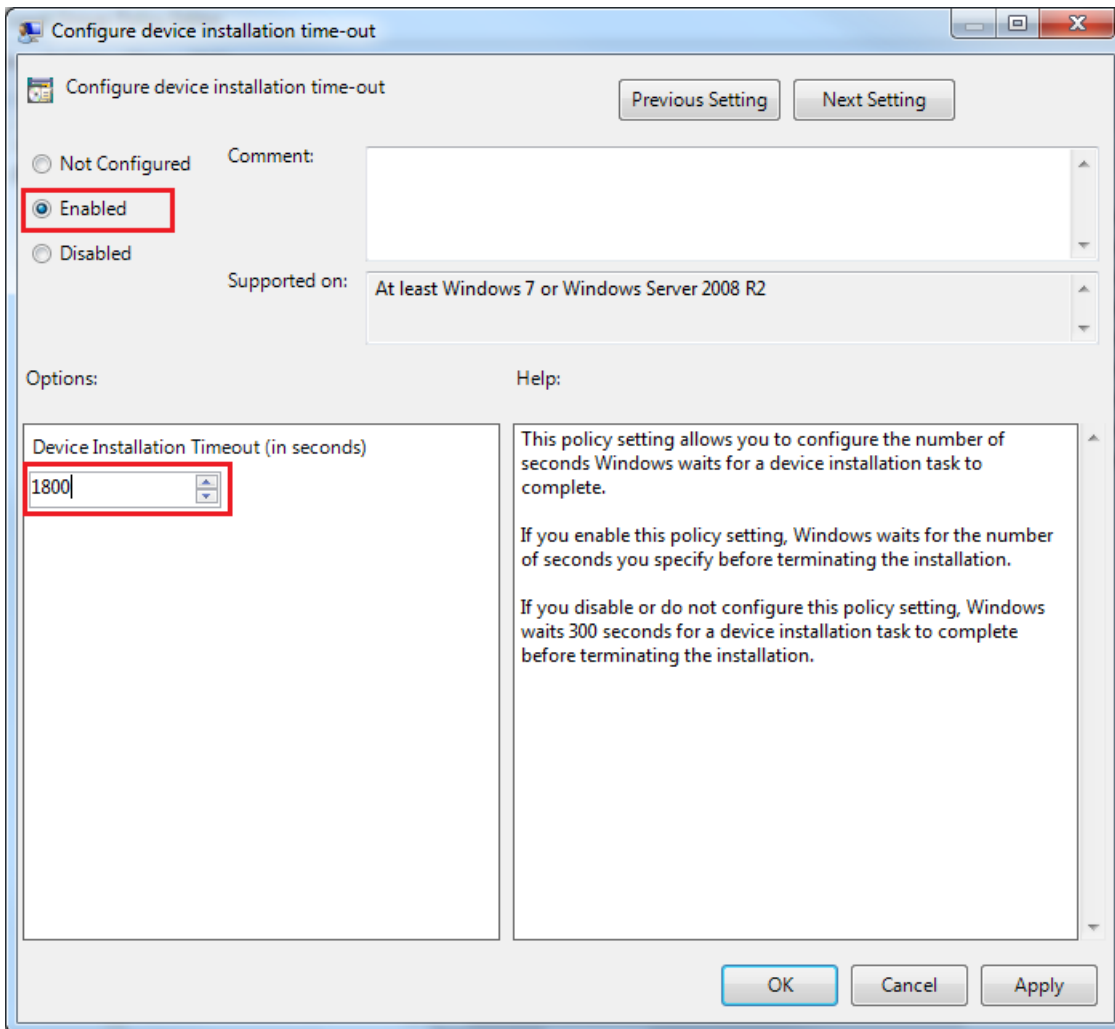 Configure device installation time-out
Configure device installation time-out
Previous Setting
Next Setting
Not Configured
Comment:
Enabled
Disabled
Supported on:
At least Windows 7 or Windows Server 2008 R2
Options:
Help:
Device Installation Timeout (in seconds)
1800
This policy setting allows you to configure the number of
seconds Windows waits for a device installation task to
complete.
If you enable this policy setting, Windows waits for the number
of seconds you specify before terminating the installation.
If you disable or do not configure this policy setting, Windows
waits 300 seconds for a device installation task to complete
before terminating the installation.
OK
Cancel
Apply